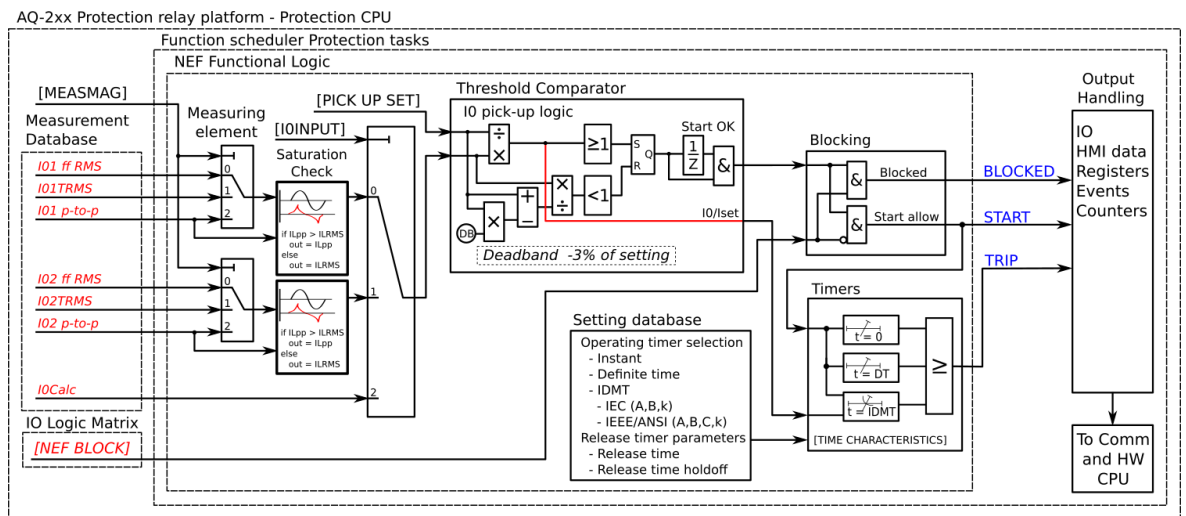 AQ-2xx Protection relay platform - Protection CPU
Function scheduler Protection tasks
NEF Functional Logic
[MEASMAG]
Measurement
Database
I01 ff RMS
I01TRMS
I01 p-to-p
I02 ff RMS
I02TRMS
I02 p-to-p
I0Calc
IO Logic Matrix
[NEF BLOCK]
Measuring
element
0
1
2
0
1
2
Saturation
Check
if ILpp > ILRMS
out = ILpp
else
out = ILRMS
if ILpp > ILRMS
out = ILpp
else
out = ILRMS
[PICK UP SET]
[I0INPUT]
0
1
2
Threshold Comparator
I0 pick-up logic
÷
×
≥1
S
R
Q
Start OK
1
Z
&
×
÷
<1
+
−
×
DB
I0/Iset
Deadband -3% of setting
Blocking
&
Blocked
&
Start allow
BLOCKED
START
TRIP
Timers
t = 0
t = DT
t = IDMT
≥
[TIME CHARACTERISTICS]
Setting database
Operating timer selection
- Instant
- Definite time
- IDMT
- IEC (A,B,k)
- IEEE/ANSI (A,B,C,k)
Release timer parameters
- Release time
- Release time holdoff
Output
Handling
IO
HMI data
Registers
Events
Counters
To Comm
and HW
CPU